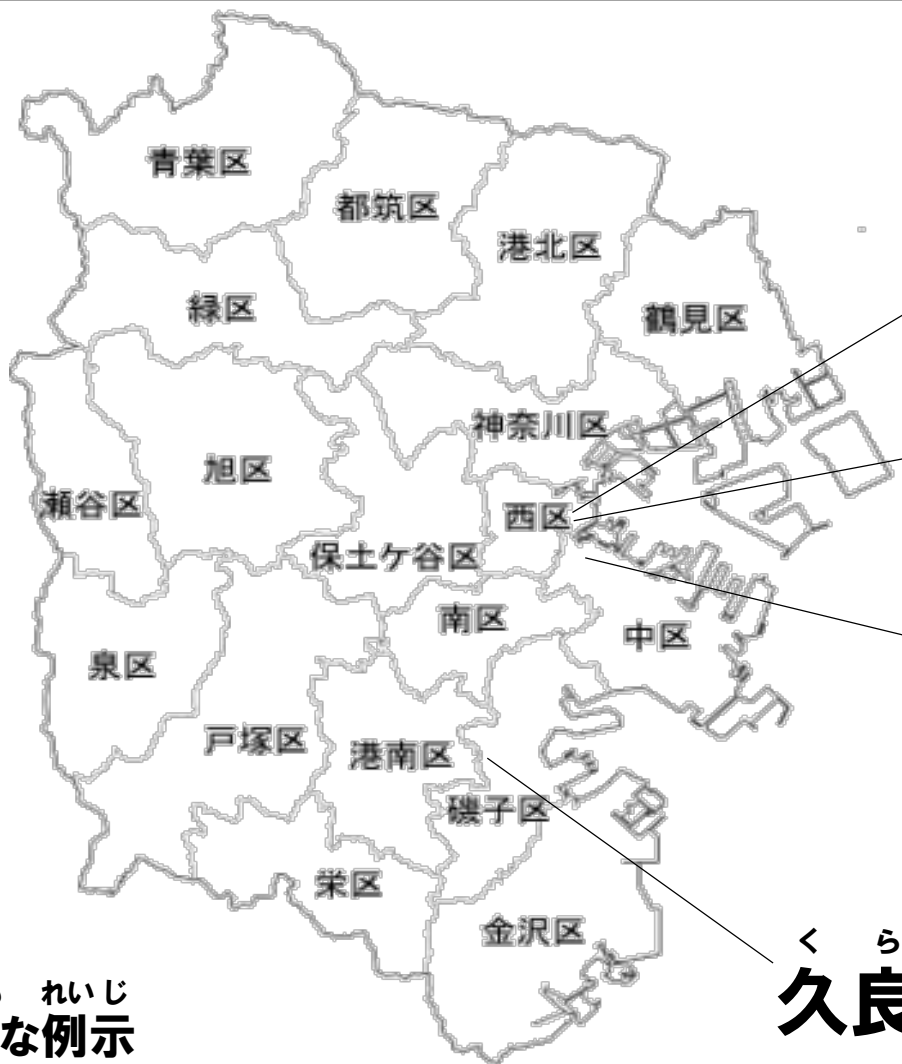 青葉区
都筑区
港北区
緑区
鶴見区
神奈川区
旭区
瀬谷区
西区
保土ケ谷区
南区
中区
泉区
戸塚区
港南区
磯子区
栄区
金沢区
く ら
久良
れいじ
な例示